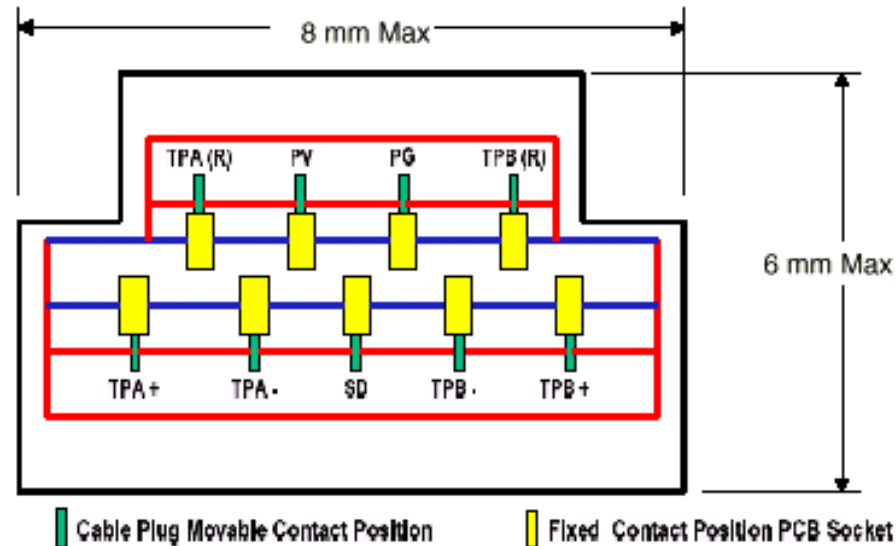 8 mm Max
TPA (R) PV PG TPB (R)
6 mm Max
TPA + TPA - SD TPB - TPB +
Cable Plug Movable Contact Position Fixed Contact Position PCB Socket